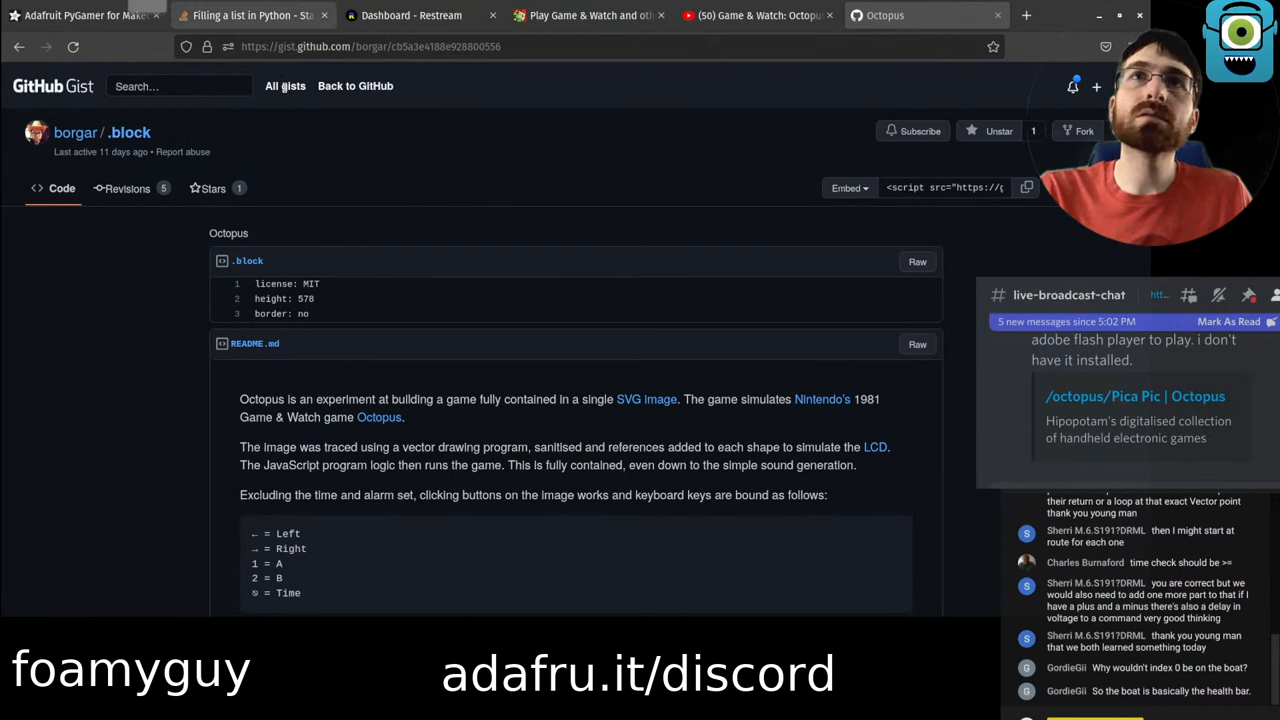 Adafruit PyGamer for Make
Filling a list in Python - Sta
Dashboard - Restream
Play Game & Watch and oth
(50) Game & Watch: Octopus
Octopus
https://gist.github.com/borgar/cb5a3e4188e928800556
GitHub Gist
Search...
All gists
Back to GitHub
borgar / .block
Last active 11 days ago • Report abuse
Subscribe
Unstar
1
Fork
Code
Revisions
5
Stars
1
Embed
<script src="https://g
Octopus
.block
Raw
1 license: MIT
2 height: 578
3 border: no
README.md
Raw
Octopus is an experiment at building a game fully contained in a single SVG image. The game simulates Nintendo's 1981
Game & Watch game Octopus.
The image was traced using a vector drawing program, sanitised and references added to each shape to simulate the LCD.
The JavaScript program logic then runs the game. This is fully contained, even down to the simple sound generation.
Excluding the time and alarm set, clicking buttons on the image works and keyboard keys are bound as follows:
← = Left
→ = Right
1 = A
2 = B
= Time
# live-broadcast-chat
htt...
5 new messages since 5:02 PM
Mark As Read
adobe flash player to play. i don't
have it installed.
/octopus/Pica Pic | Octopus
Hipopotam's digitalised collection
of handheld electronic games
their return or a loop at that exact Vector point
thank you young man
S Sherri M.6.S191?DRML then I might start at
route for each one
Charles Burnaford time check should be >=
S Sherri M.6.S191?DRML you are correct but we
would also need to add one more part to that if I
have a plus and a minus there's also a delay in
voltage to a command very good thinking
S Sherri M.6.S191?DRML thank you young man
that we both learned something today
G GordieGii Why wouldn't index 0 be on the boat?
G GordieGii So the boat is basically the health bar.
foamyguy
adafru.it/discord